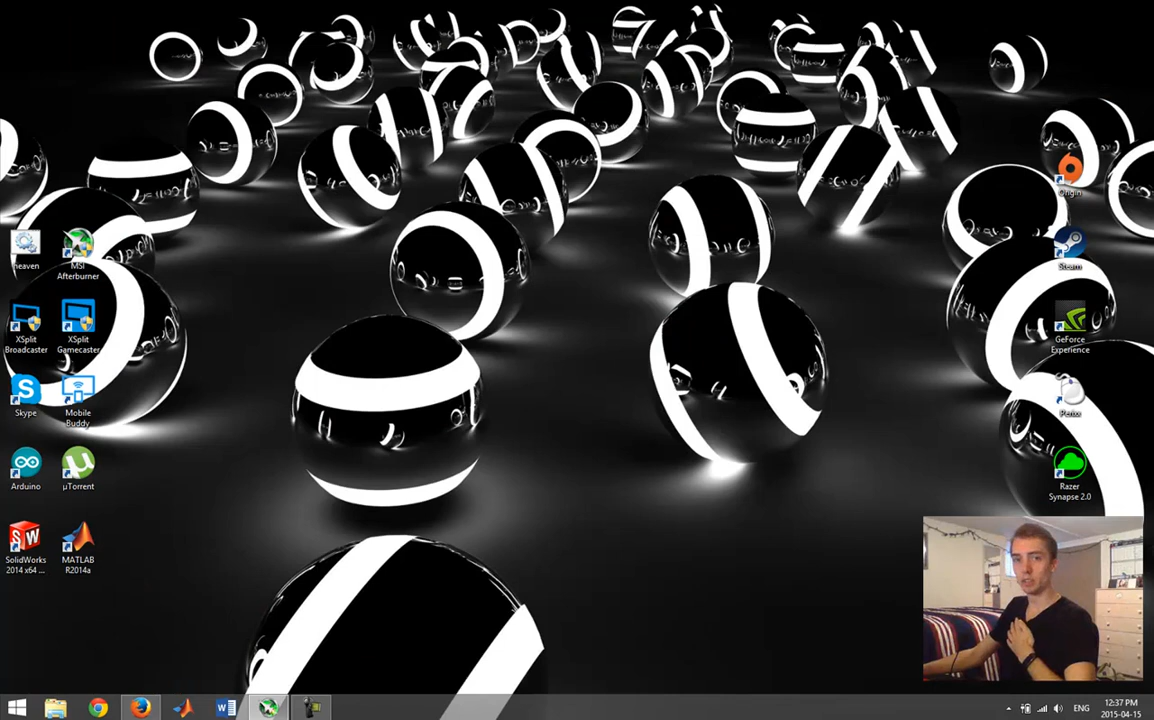 Origin
Steam
heaven
MSI
Afterburner
XSplit
Broadcaster
XSplit
Gamecaster
GeForce
Experience
Skype
Mobile
Buddy
Perixx
Arduino
µTorrent
Razer
Synapse 2.0
SolidWorks
2014 x64 ...
MATLAB
R2014a
ENG
12:37 PM
2015-04-15